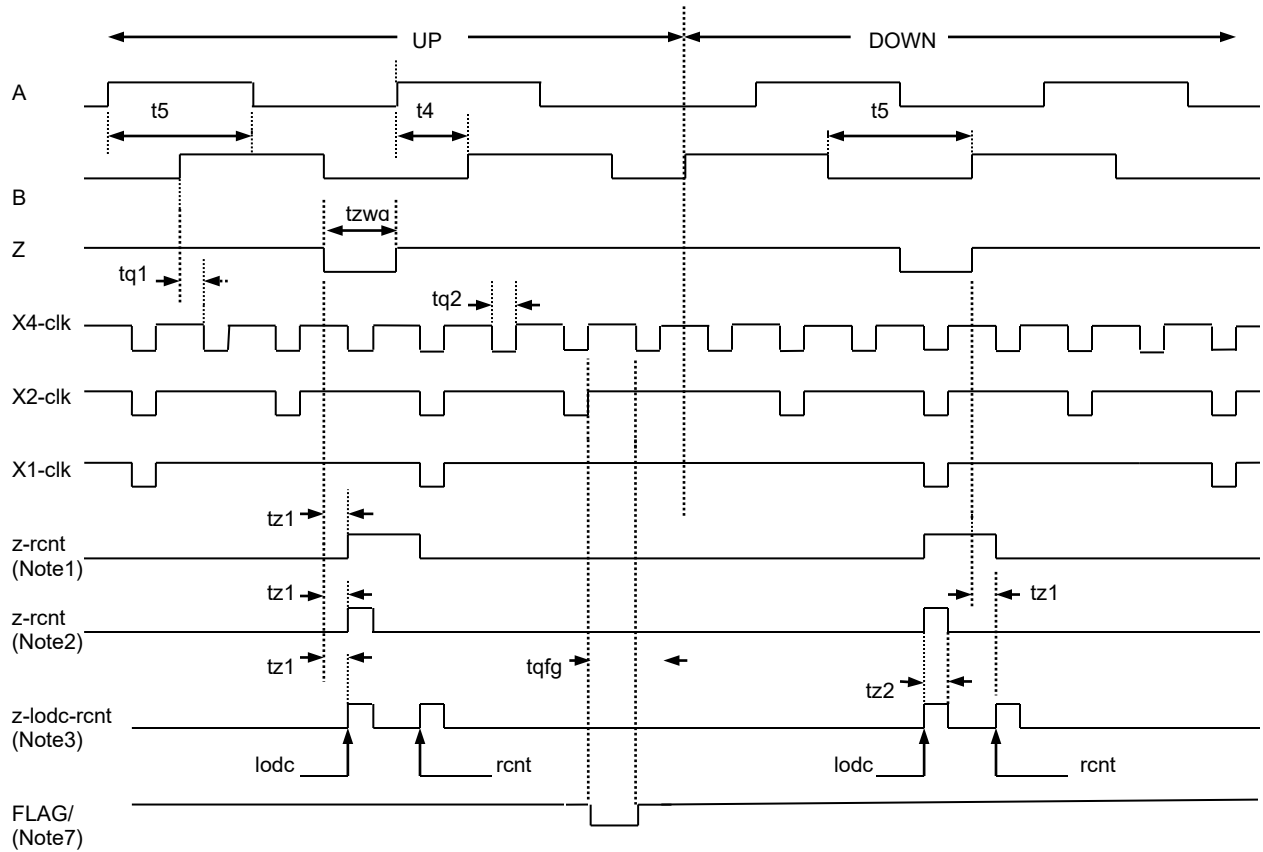 UP DOWN
A
t5 t4 t5
B
tzwq
Z
tq1 tq2
X4-clk
X2-clk
X1-clk
tz1
z-rcnt
(Note1)
tz1 tz1
z-rcnt
(Note2)
tz1 tqfg
tz2
z-lodc-rcnt
(Note3)
lodc rcnt lodc rcnt
FLAG/
(Note7)